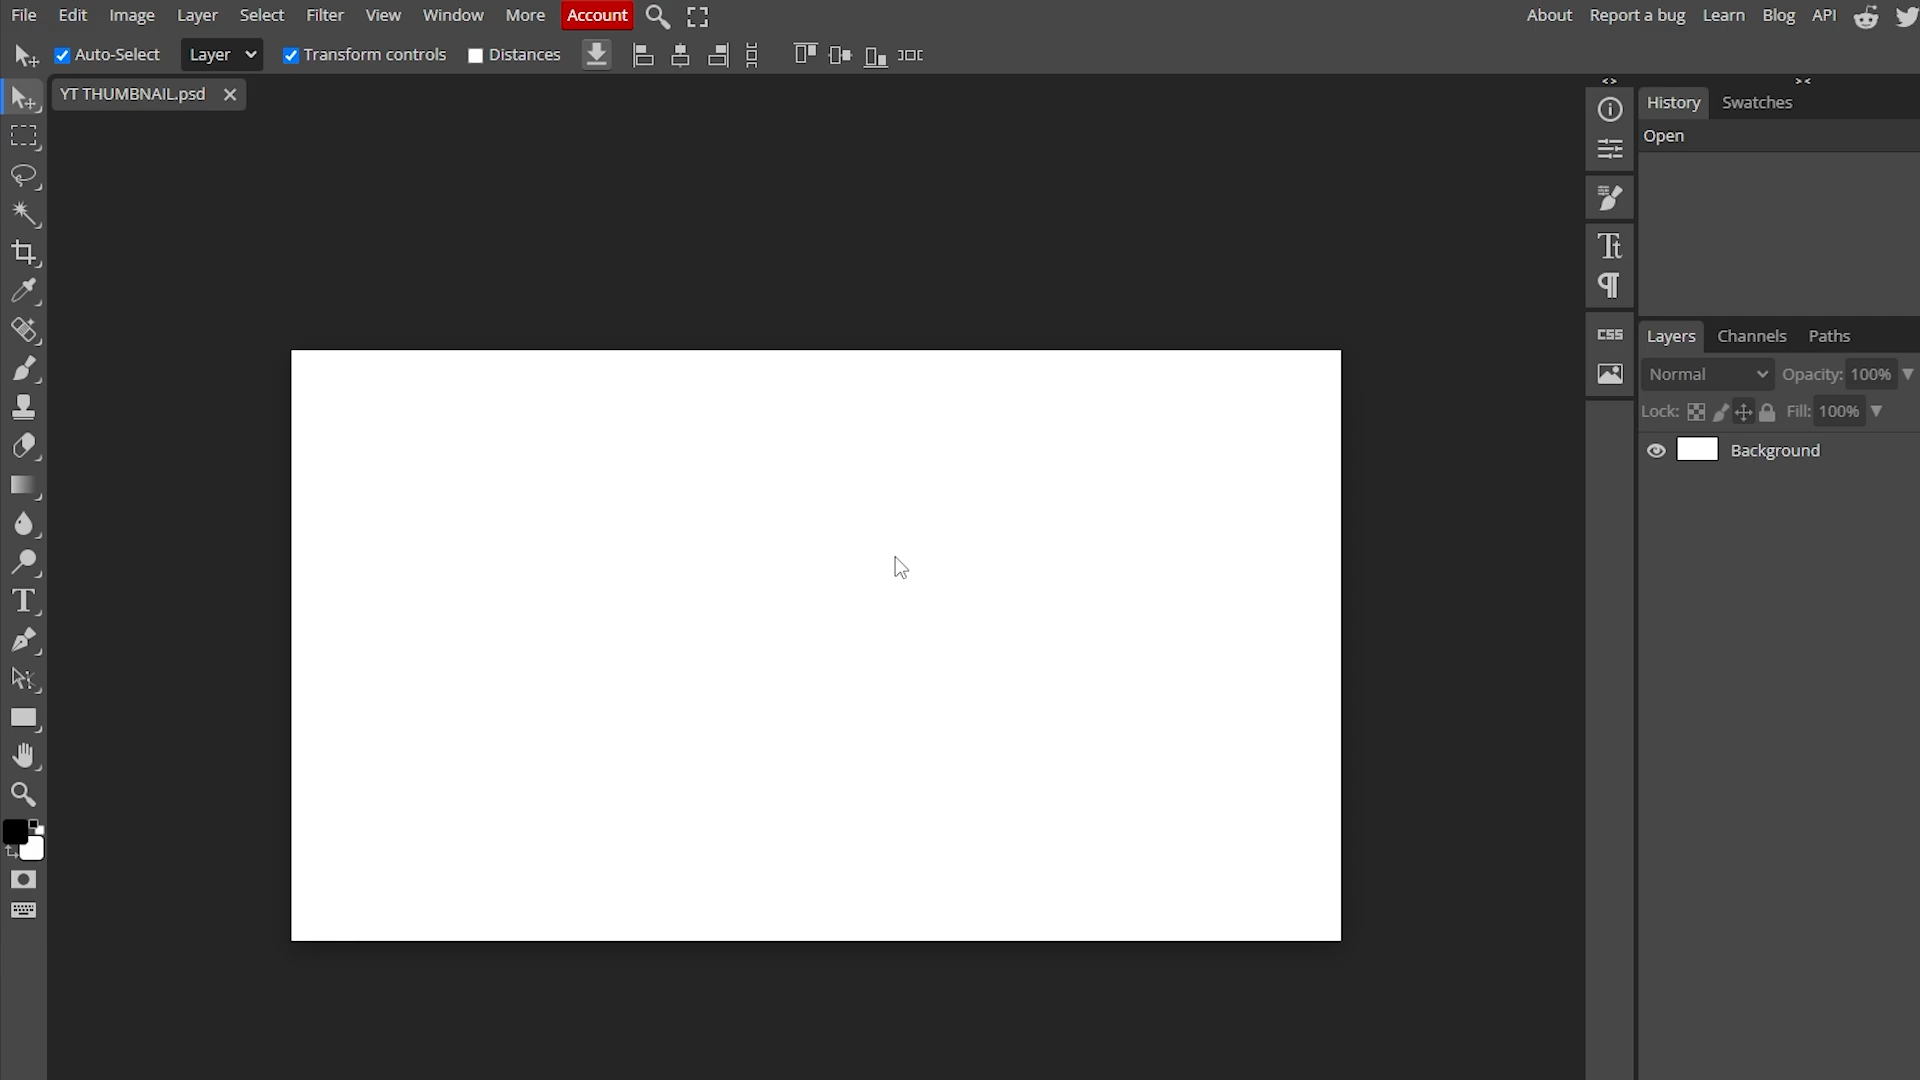 File Edit Image Layer Select Filter View Window More Account About Report a bug Learn Blog API
Auto-Select Layer Transform controls Distances
YT THUMBNAIL.psd
History Swatches
Open
CSS
Layers Channels Paths
Normal Opacity: 100%
Lock: Fill: 100%
Background